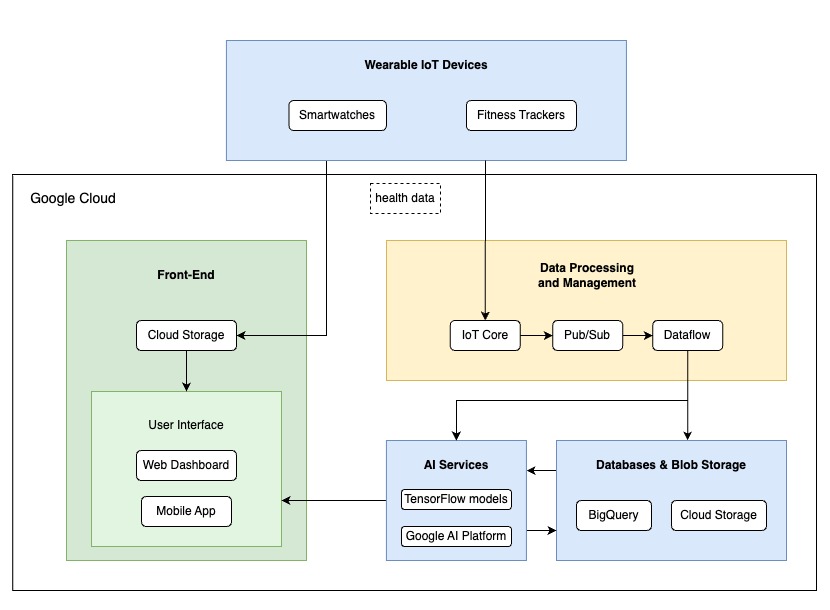 Wearable IoT Devices
Smartwatches
Fitness Trackers
Google Cloud
health data
Front-End
Cloud Storage
User Interface
Web Dashboard
Mobile App
Data Processing
and Management
IoT Core
Pub/Sub
Dataflow
AI Services
TensorFlow models
Google AI Platform
Databases & Blob Storage
BigQuery
Cloud Storage